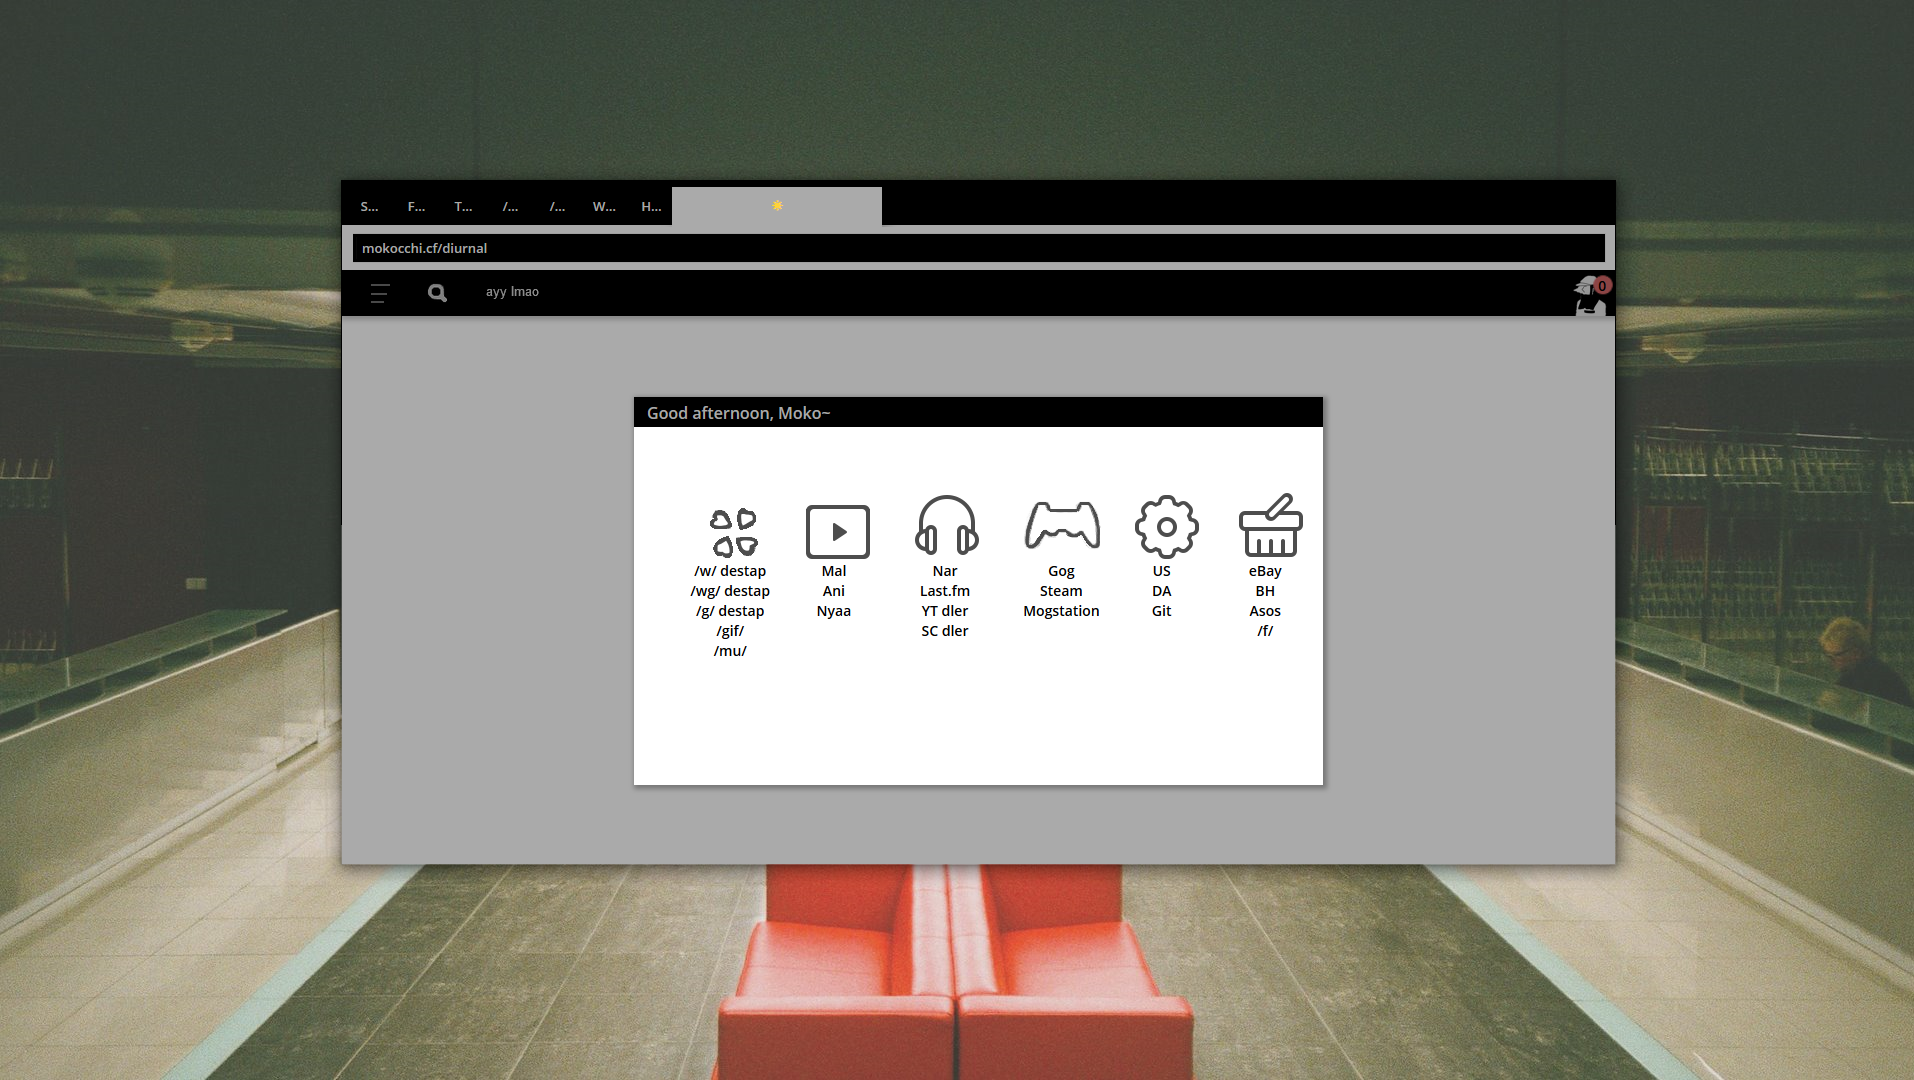 S... F... T... /... /... W... H...
mokocchi.cf/diurnal
ayy lmao
0
Good afternoon, Moko~
/w/ destap Mal Nar Gog US eBay
/wg/ destap Ani Last.fm Steam DA BH
/g/ destap Nyaa YT dler Mogstation Git Asos
/gif/ SC dler /f/
/mu/